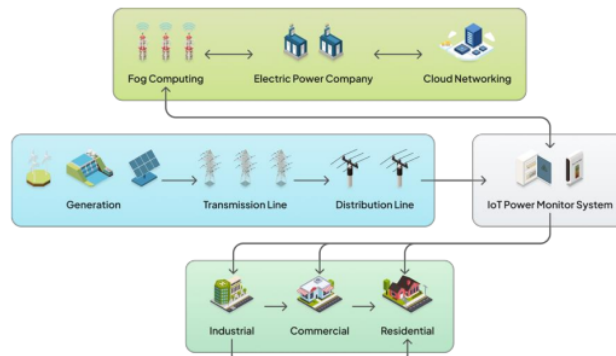 Fog Computing
Electric Power Company
Cloud Networking
Generation
Transmission Line
Distribution Line
IoT Power Monitor System
Industrial
Commercial
Residential